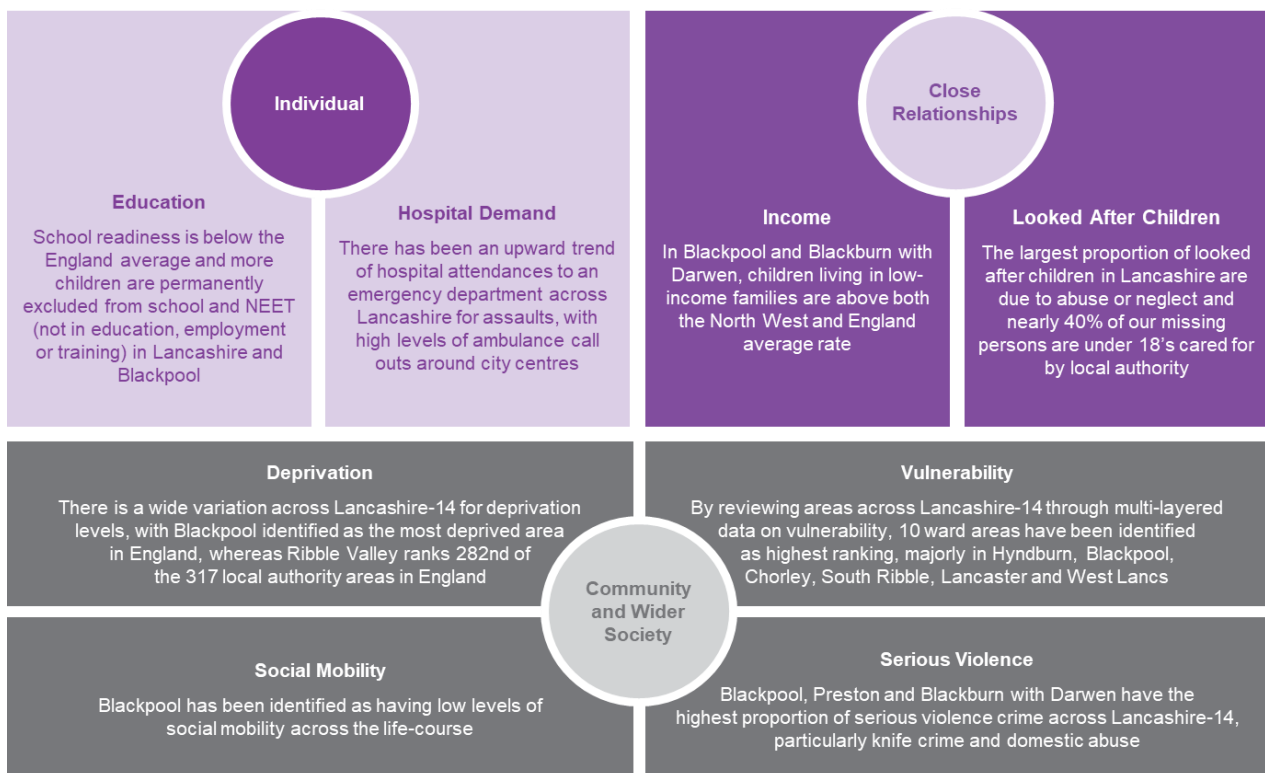 Individual
Education
School readiness is below the
England average and more
children are permanently
excluded from school and NEET
(not in education, employment
or training) in Lancashire and
Blackpool
Hospital Demand
There has been an upward trend
of hospital attendances to an
emergency department across
Lancashire for assaults, with
high levels of ambulance call
outs around city centres
Close
Relationships
Income
In Blackpool and Blackburn with
Darwen, children living in low-
income families are above both
the North West and England
average rate
Looked After Children
The largest proportion of looked
after children in Lancashire are
due to abuse or neglect and
nearly 40% of our missing
persons are under 18’s cared for
by local authority
Deprivation
There is a wide variation across Lancashire-14 for deprivation
levels, with Blackpool identified as the most deprived area
in England, whereas Ribble Valley ranks 282nd of
the 317 local authority areas in England
Vulnerability
By reviewing areas across Lancashire-14 through multi-layered
data on vulnerability, 10 ward areas have been identified
as highest ranking, majorly in Hyndburn, Blackpool,
Chorley, South Ribble, Lancaster and West Lancs
Community
and Wider
Society
Social Mobility
Blackpool has been identified as having low levels of
social mobility across the life-course
Serious Violence
Blackpool, Preston and Blackburn with Darwen have the
highest proportion of serious violence crime across Lancashire-14,
particularly knife crime and domestic abuse